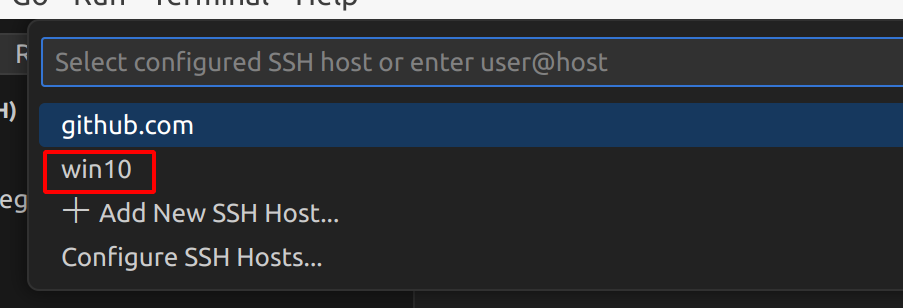 Go Run Terminal Help
Select configured SSH host or enter user@host
github.com
win10
Add New SSH Host...
Configure SSH Hosts...